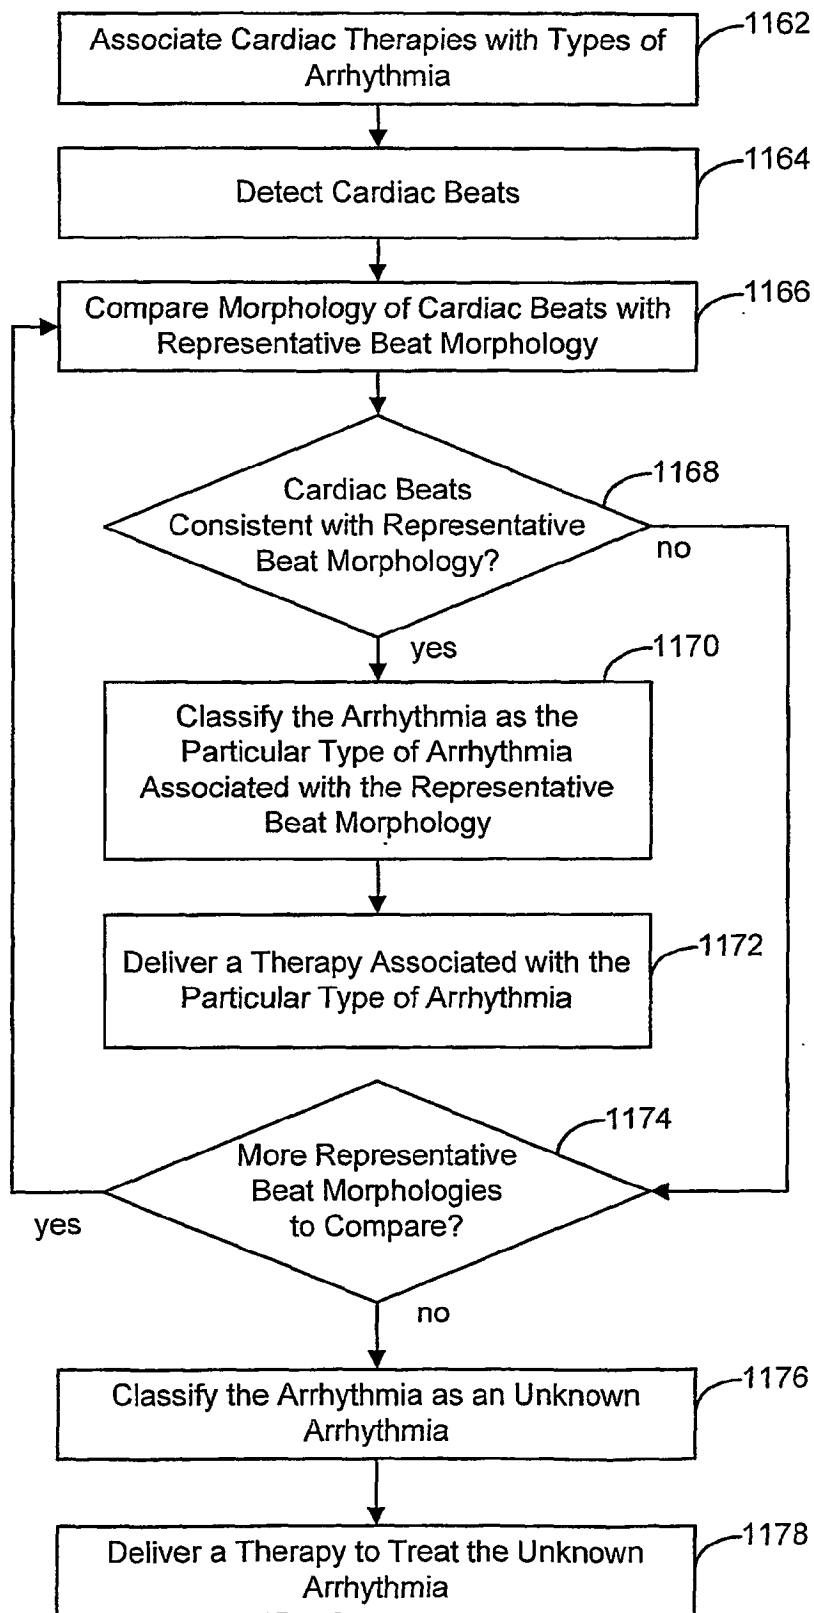 Associate Cardiac Therapies with Types of
Arrhythmia
1162
Detect Cardiac Beats
1164
Compare Morphology of Cardiac Beats with
Representative Beat Morphology
1166
Cardiac Beats
Consistent with Representative
Beat Morphology?
1168
no
yes
Classify the Arrhythmia as the
Particular Type of Arrhythmia
Associated with the Representative
Beat Morphology
1170
Deliver a Therapy Associated with the
Particular Type of Arrhythmia
1172
More Representative
Beat Morphologies
to Compare?
1174
yes
no
Classify the Arrhythmia as an Unknown
Arrhythmia
1176
Deliver a Therapy to Treat the Unknown
Arrhythmia
1178